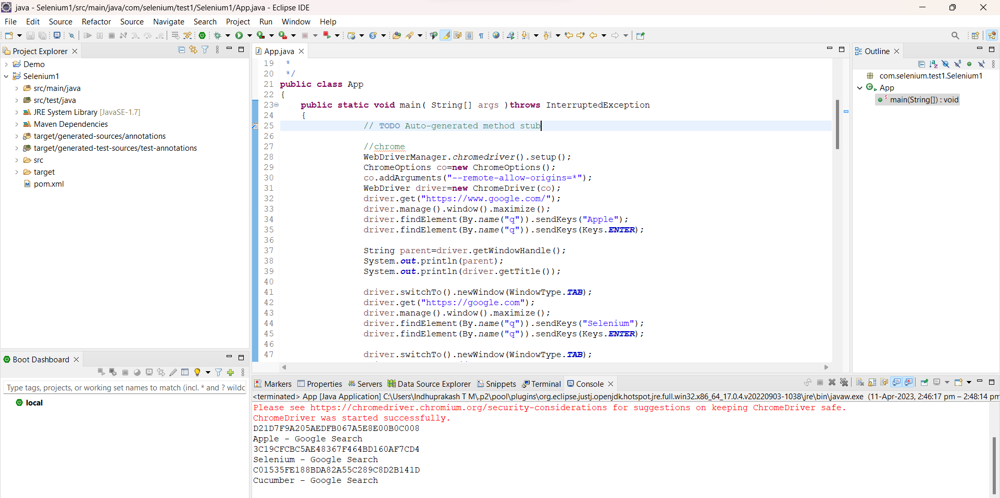 java - Selenium1/src/main/java/com/selenium/test1/Selenium1/App.java - Eclipse IDE
File Edit Source Refactor Source Navigate Search Project Run Window Help
Project Explorer
Demo
Selenium1
src/main/java
src/test/java
JRE System Library [JavaSE-1.7]
Maven Dependencies
target/generated-sources/annotations
target/generated-test-sources/test-annotations
src
target
pom.xml
Boot Dashboard
Type tags, projects, or working set names to match (incl. * and ? wildc
local
App.java
19 *
20 */
21 public class App
22 {
23 public static void main( String[] args )throws InterruptedException
24 {
25 // TODO Auto-generated method stub
26
27 //chrome
28 WebDriverManager.chromedriver().setup();
29 ChromeOptions co=new ChromeOptions();
30 co.addArguments("--remote-allow-origins=*");
31 WebDriver driver=new ChromeDriver(co);
32 driver.get("https://www.google.com/");
33 driver.manage().window().maximize();
34 driver.findElement(By.name("q")).sendKeys("Apple");
35 driver.findElement(By.name("q")).sendKeys(Keys.ENTER);
36
37 String parent=driver.getWindowHandle();
38 System.out.println(parent);
39 System.out.println(driver.getTitle());
40
41 driver.switchTo().newWindow(WindowType.TAB);
42 driver.get("https://google.com");
43 driver.manage().window().maximize();
44 driver.findElement(By.name("q")).sendKeys("Selenium");
45 driver.findElement(By.name("q")).sendKeys(Keys.ENTER);
46
47 driver.switchTo().newWindow(WindowType.TAB);
Outline
com.selenium.test1.Selenium1
App
main(String[]) : void
Markers Properties Servers Data Source Explorer Snippets Terminal Console
<terminated> App [Java Application] C:\Users\Indhuprakash T M\.p2\pool\plugins\org.eclipse.justj.openjdk.hotspot.jre.full.win32.x86_64_17.0.4.v20220903-1038\jre\bin\javaw.exe (11-Apr-2023, 2:46:17 pm – 2:48:14 pm
Please see https://chromedriver.chromium.org/security-considerations for suggestions on keeping ChromeDriver safe.
ChromeDriver was started successfully.
D21D7F9A205AEDFB067A5E8E00B0C008
Apple - Google Search
3C19CFCBC5AE48367F464BD160AF7CD4
Selenium - Google Search
C01535FE188BDA82A55C289C8D2B141D
Cucumber - Google Search